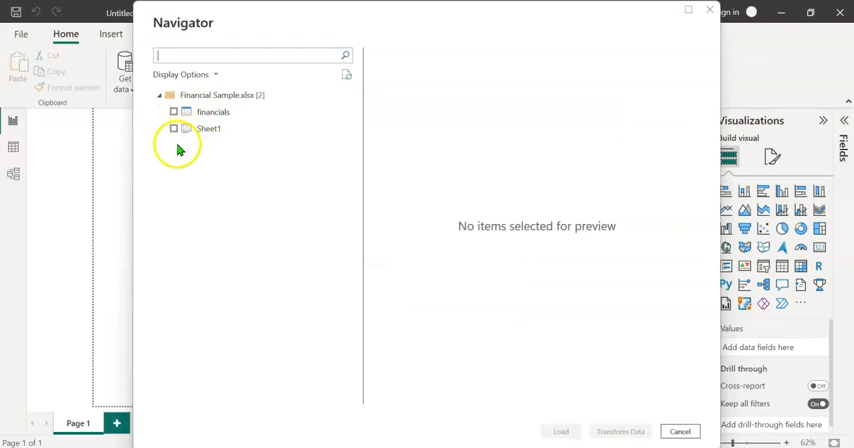 Untitled
gn in
File
Home
Insert
Paste
Cut
Copy
Format painter
Clipboard
Get
data
Navigator
Display Options
Financial Sample.xlsx [2]
financials
Sheet1
No items selected for preview
Load
Transform Data
Cancel
Visualizations
Build visual
Fields
R
Py
Values
Add data fields here
Drill through
Cross-report
Off
Keep all filters
On
Add drill-through fields here
Page 1
Page 1 of 1
62%